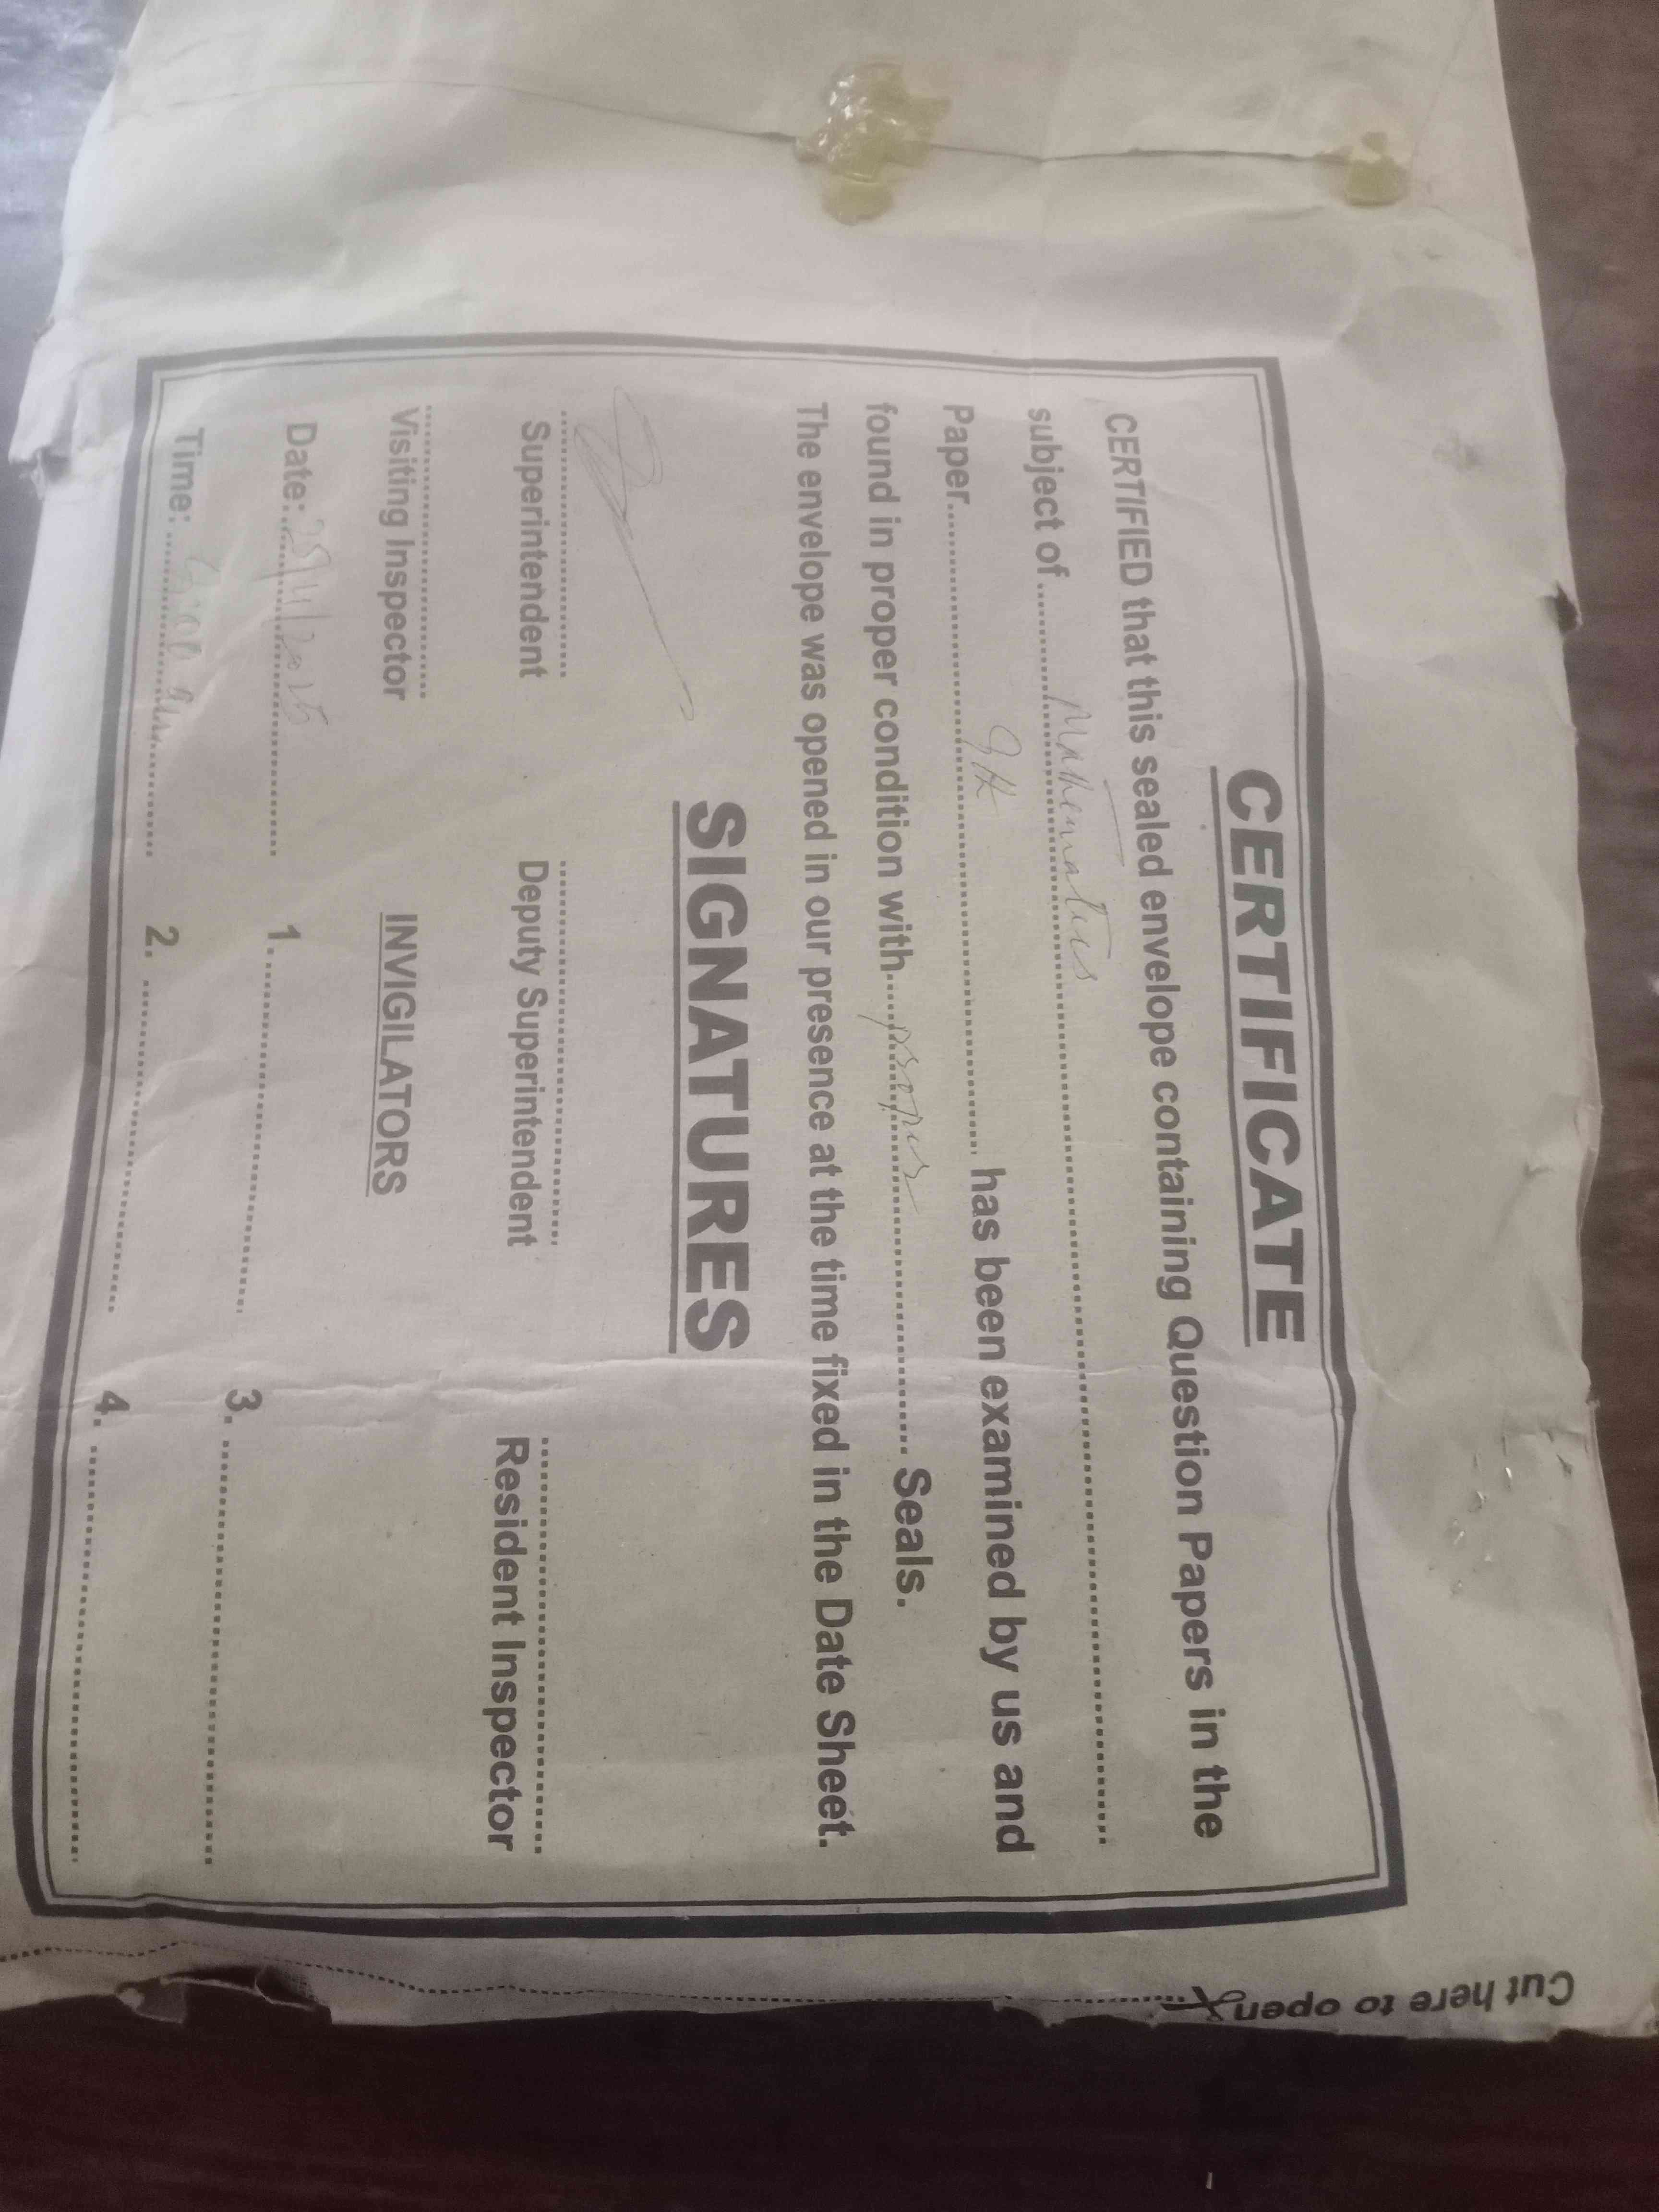 CERTIFICATE
CERTIFIED that this sealed envelope containing Question Papers in the
subject of.......... Mathematics ..........
Paper.......... 9th .......... has been examined by us and
found in proper condition with.......... proper .......... Seals.
The envelope was opened in our presence at the time fixed in the Date Sheet.
SIGNATURES
Superintendent Deputy Superintendent Resident Inspector
Visiting Inspector INVIGILATORS
Date: 1. .......... 3. ..........
Time: 2. .......... 4. ..........
Cut here to open